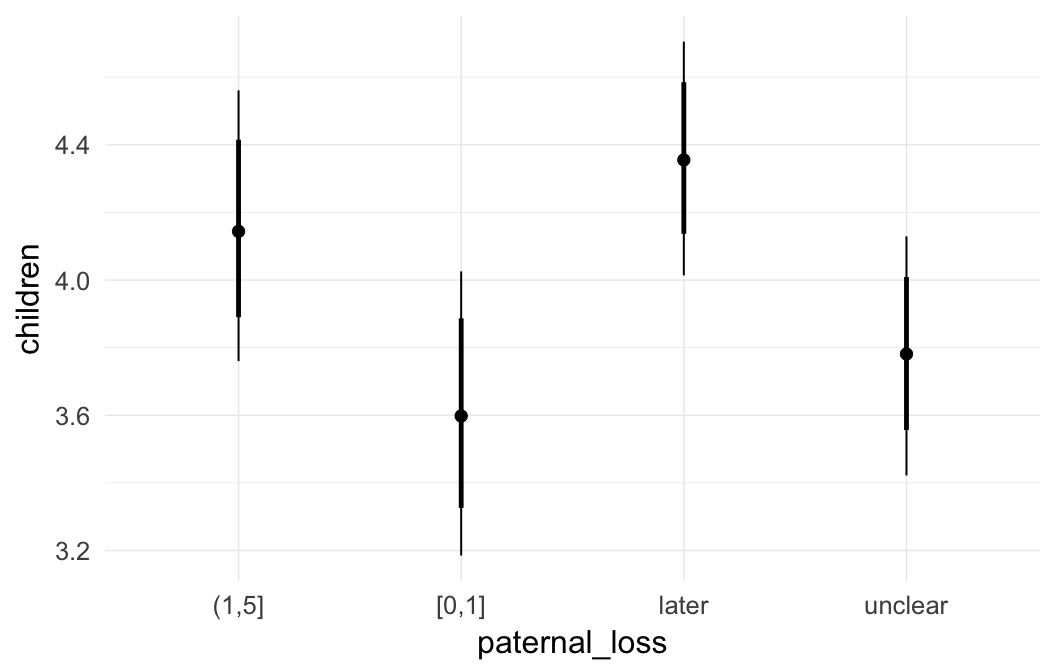 4.4
4.0
3.6
3.2
children
(1,5]
[0,1]
later
unclear
paternal_loss